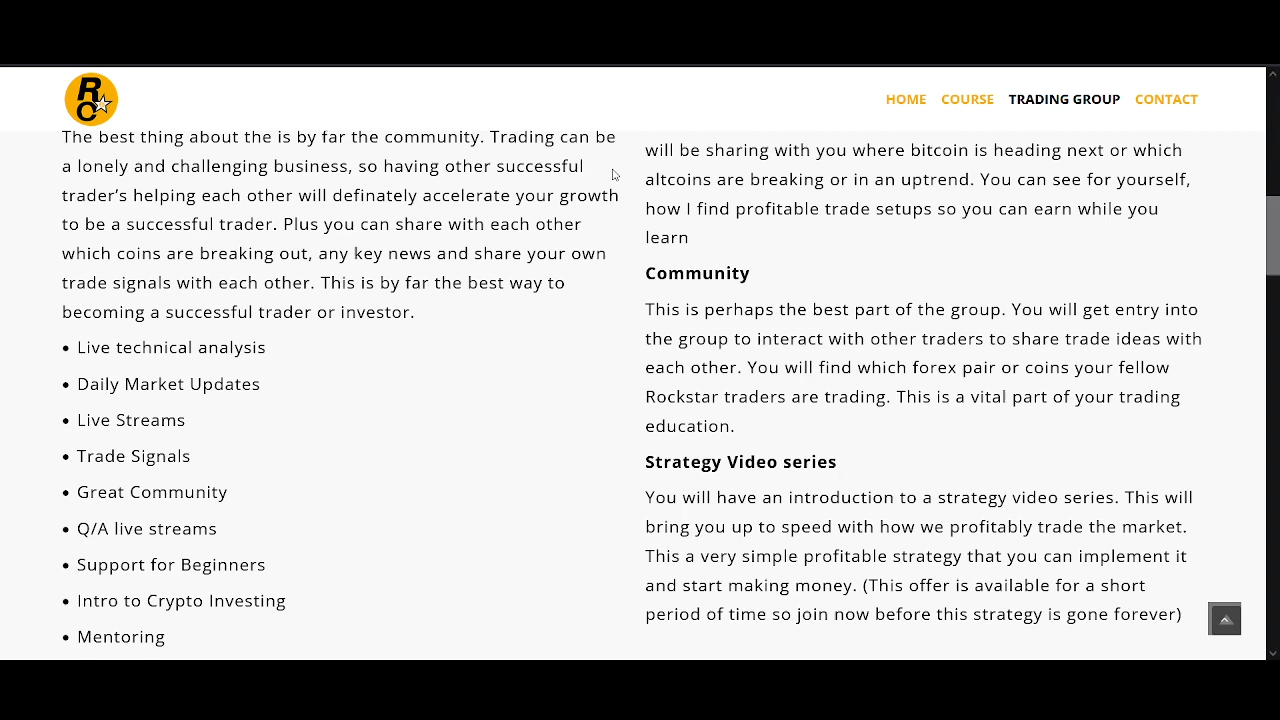 R
C
HOME COURSE TRADING GROUP CONTACT
The best thing about the is by far the community. Trading can be
a lonely and challenging business, so having other successful
trader's helping each other will definately accelerate your growth
to be a successful trader. Plus you can share with each other
which coins are breaking out, any key news and share your own
trade signals with each other. This is by far the best way to
becoming a successful trader or investor.
• Live technical analysis
• Daily Market Updates
• Live Streams
• Trade Signals
• Great Community
• Q/A live streams
• Support for Beginners
• Intro to Crypto Investing
• Mentoring
will be sharing with you where bitcoin is heading next or which
altcoins are breaking or in an uptrend. You can see for yourself,
how I find profitable trade setups so you can earn while you
learn
Community
This is perhaps the best part of the group. You will get entry into
the group to interact with other traders to share trade ideas with
each other. You will find which forex pair or coins your fellow
Rockstar traders are trading. This is a vital part of your trading
education.
Strategy Video series
You will have an introduction to a strategy video series. This will
bring you up to speed with how we profitably trade the market.
This a very simple profitable strategy that you can implement it
and start making money. (This offer is available for a short
period of time so join now before this strategy is gone forever)